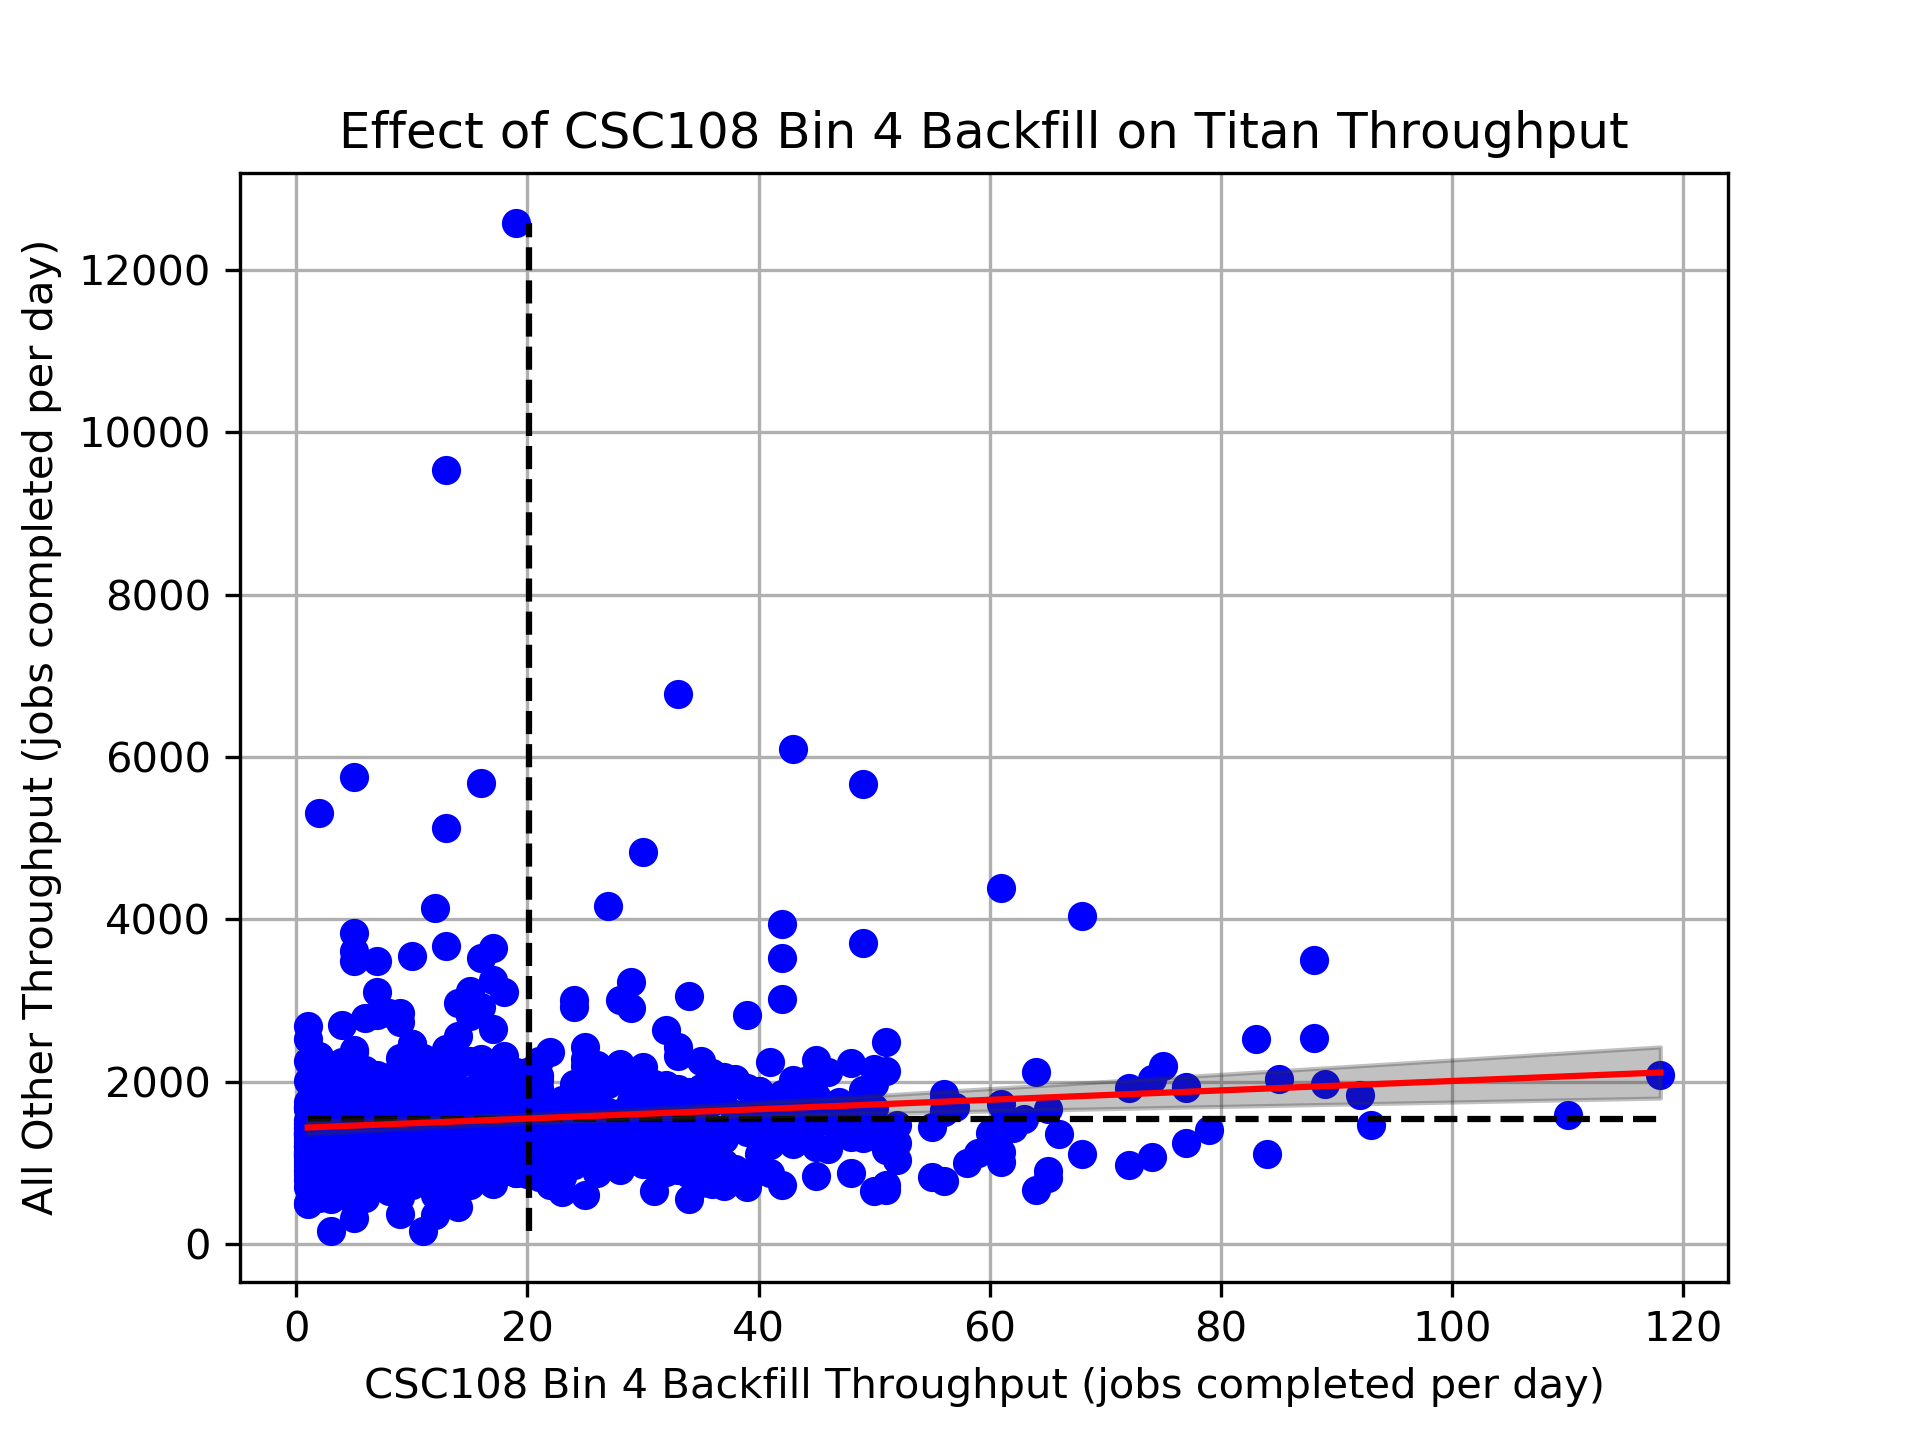 Effect of CSC108 Bin 4 Backfill on Titan Throughput
All Other Throughput (jobs completed per day)
12000
10000
8000
6000
4000
2000
0
0 20 40 60 80 100 120
CSC108 Bin 4 Backfill Throughput (jobs completed per day)